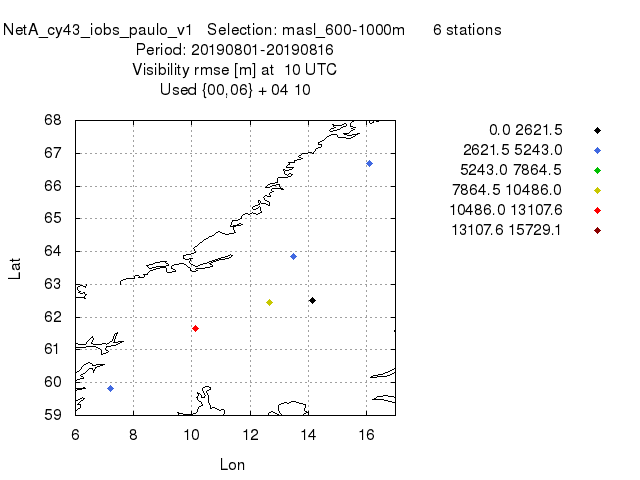 NetA_cy43_iobs_paulo_v1 Selection: masl_600-1000m 6 stations
Period: 20190801-20190816
Visibility rmse [m] at 10 UTC
Used {00,06} + 04 10
0.0 2621.5
2621.5 5243.0
5243.0 7864.5
7864.5 10486.0
10486.0 13107.6
13107.6 15729.1
68
67
66
65
64
63
62
61
60
59
Lat
6 8 10 12 14 16
Lon